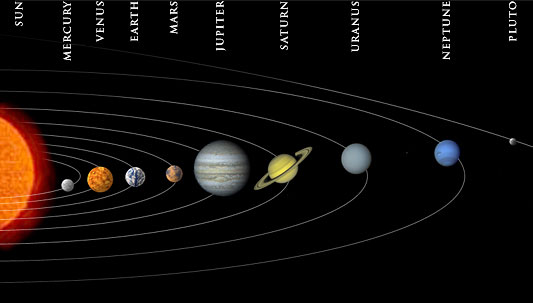 SUN
MERCURY
VENUS
EARTH
MARS
JUPITER
SATURN
URANUS
NEPTUNE
PLUTO